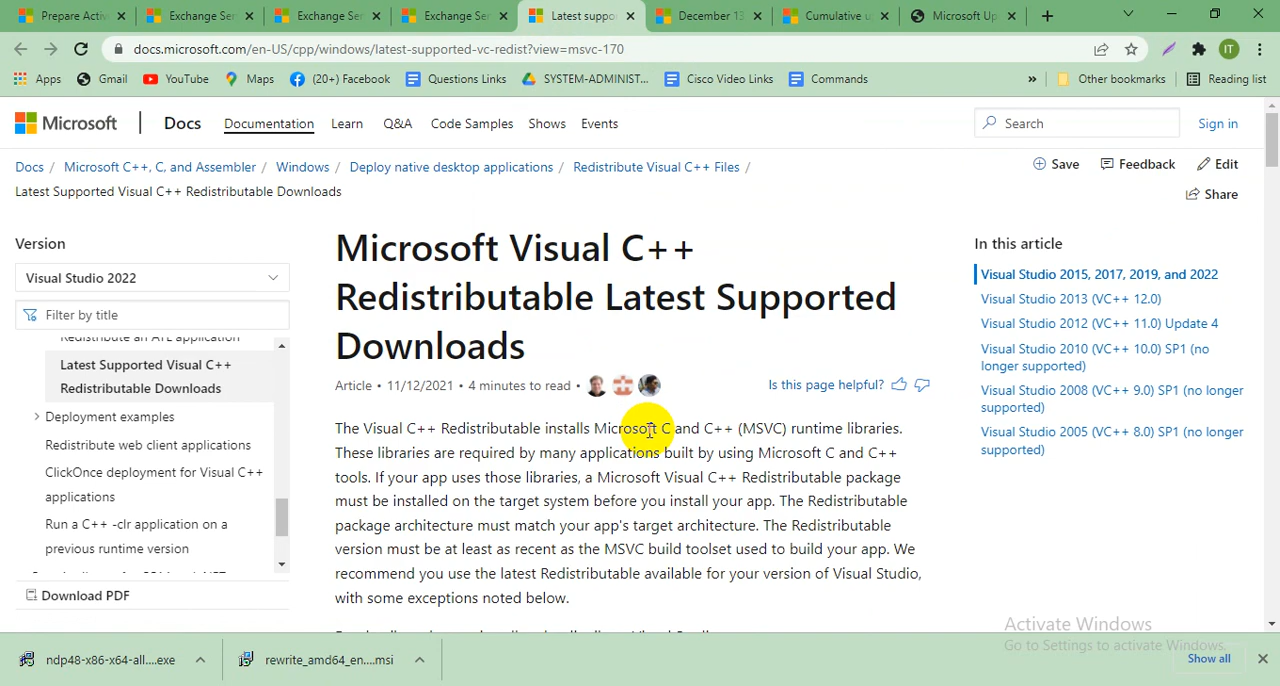 Prepare Activ
Exchange Ser
Exchange Ser
Exchange Ser
Latest suppo
December 13
Cumulative u
Microsoft Up
docs.microsoft.com/en-US/cpp/windows/latest-supported-vc-redist?view=msvc-170
IT
Apps
Gmail
YouTube
Maps
(20+) Facebook
Questions Links
SYSTEM-ADMINIST...
Cisco Video Links
Commands
»
Other bookmarks
Reading list
Microsoft
Docs
Documentation
Learn
Q&A
Code Samples
Shows
Events
Search
Sign in
Docs / Microsoft C++, C, and Assembler / Windows / Deploy native desktop applications / Redistribute Visual C++ Files /
Latest Supported Visual C++ Redistributable Downloads
Save
Feedback
Edit
Share
Version
Visual Studio 2022
Filter by title
Redistribute an ATL application
Latest Supported Visual C++
Redistributable Downloads
Deployment examples
Redistribute web client applications
ClickOnce deployment for Visual C++
applications
Run a C++ -clr application on a
previous runtime version
Download PDF
Microsoft Visual C++
Redistributable Latest Supported
Downloads
Article • 11/12/2021 • 4 minutes to read •
Is this page helpful?
The Visual C++ Redistributable installs Microsoft C and C++ (MSVC) runtime libraries.
These libraries are required by many applications built by using Microsoft C and C++
tools. If your app uses those libraries, a Microsoft Visual C++ Redistributable package
must be installed on the target system before you install your app. The Redistributable
package architecture must match your app's target architecture. The Redistributable
version must be at least as recent as the MSVC build toolset used to build your app. We
recommend you use the latest Redistributable available for your version of Visual Studio,
with some exceptions noted below.
In this article
Visual Studio 2015, 2017, 2019, and 2022
Visual Studio 2013 (VC++ 12.0)
Visual Studio 2012 (VC++ 11.0) Update 4
Visual Studio 2010 (VC++ 10.0) SP1 (no
longer supported)
Visual Studio 2008 (VC++ 9.0) SP1 (no longer
supported)
Visual Studio 2005 (VC++ 8.0) SP1 (no longer
supported)
Activate Windows
Go to Settings to activate Windows.
ndp48-x86-x64-all....exe
rewrite_amd64_en....msi
Show all